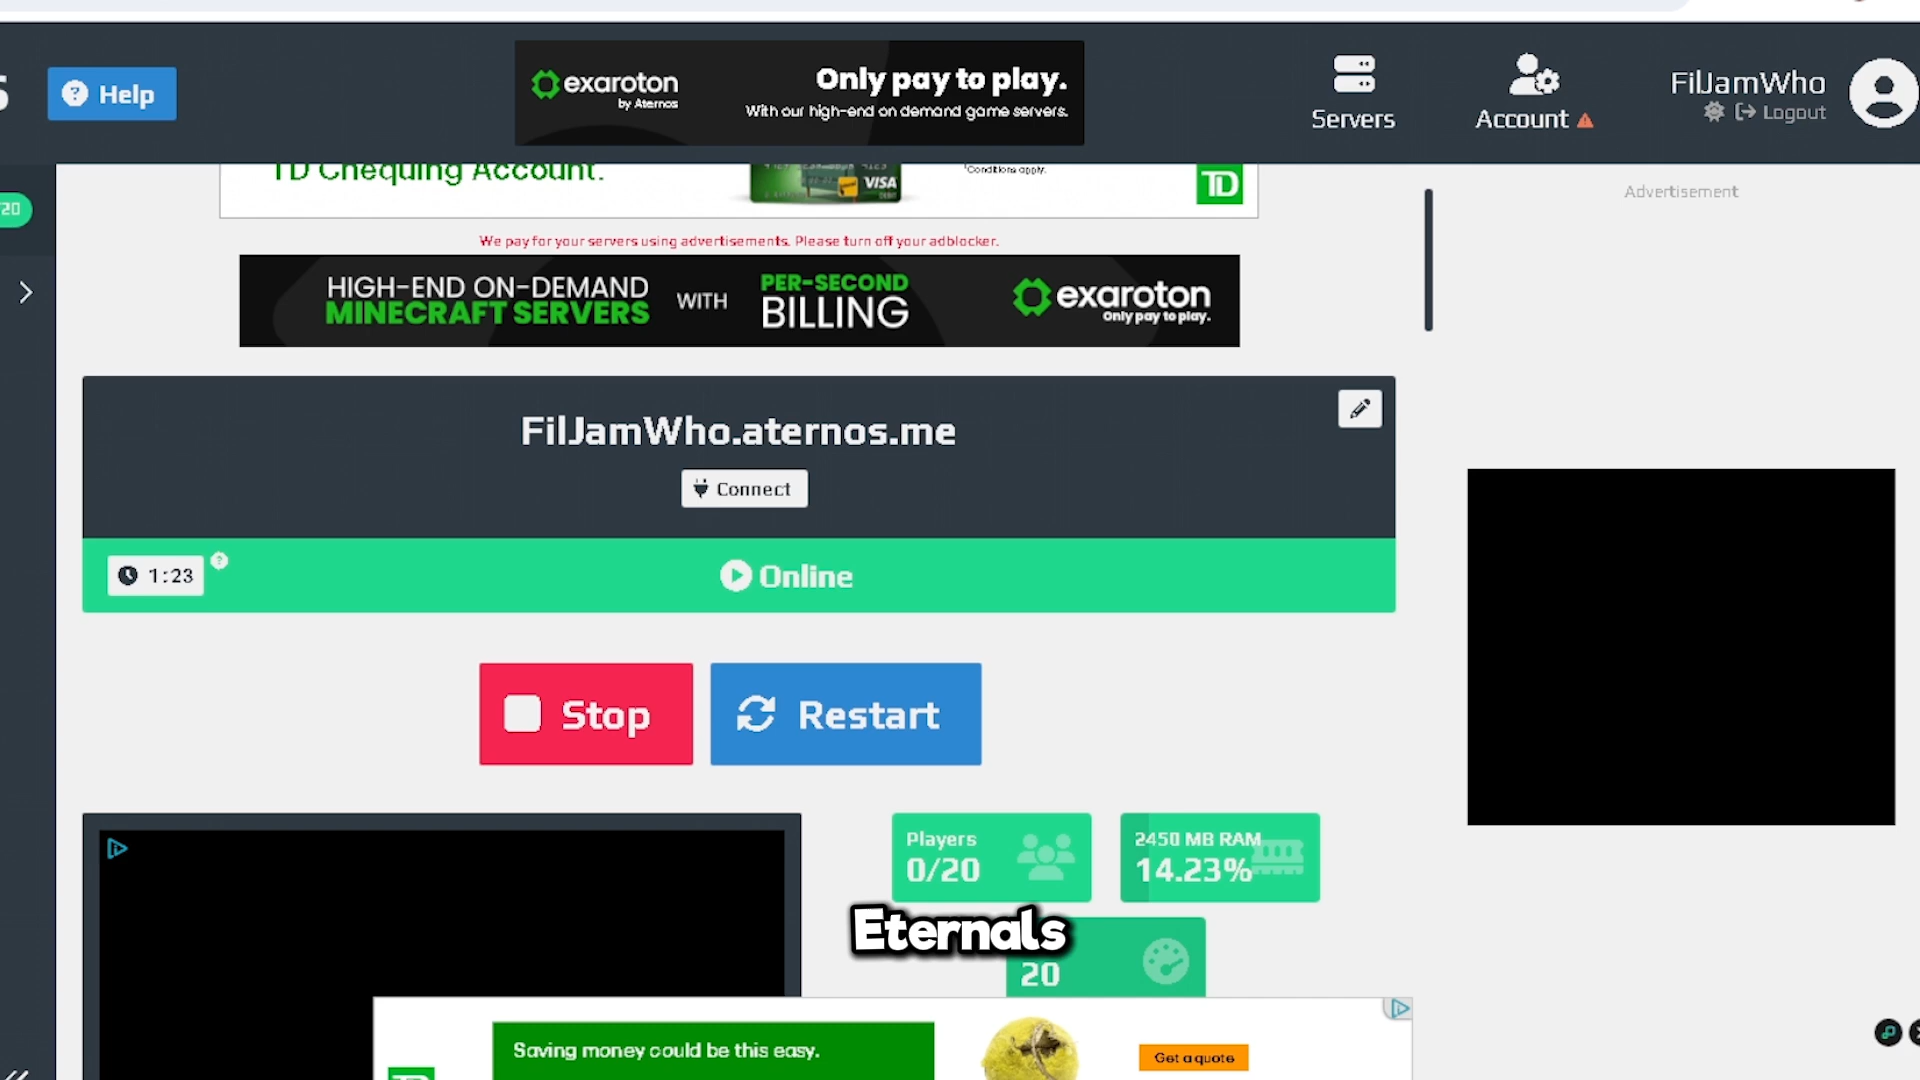 Help
exaroton
by Aternos
Only pay to play.
With our high-end on demand game servers.
Servers
Account
FilJamWho
Logout
TD Chequing Account.
VISA
Conditions apply.
TD
Advertisement
/20
We pay for your servers using advertisements. Please turn off your adblocker.
HIGH-END ON-DEMAND
MINECRAFT SERVERS
WITH
PER-SECOND
BILLING
exaroton
Only pay to play.
FilJamWho.aternos.me
Connect
1:23
Online
Stop
Restart
Players
0/20
2450 MB RAM
14.23%
Eternals
20
Saving money could be this easy.
Get a quote